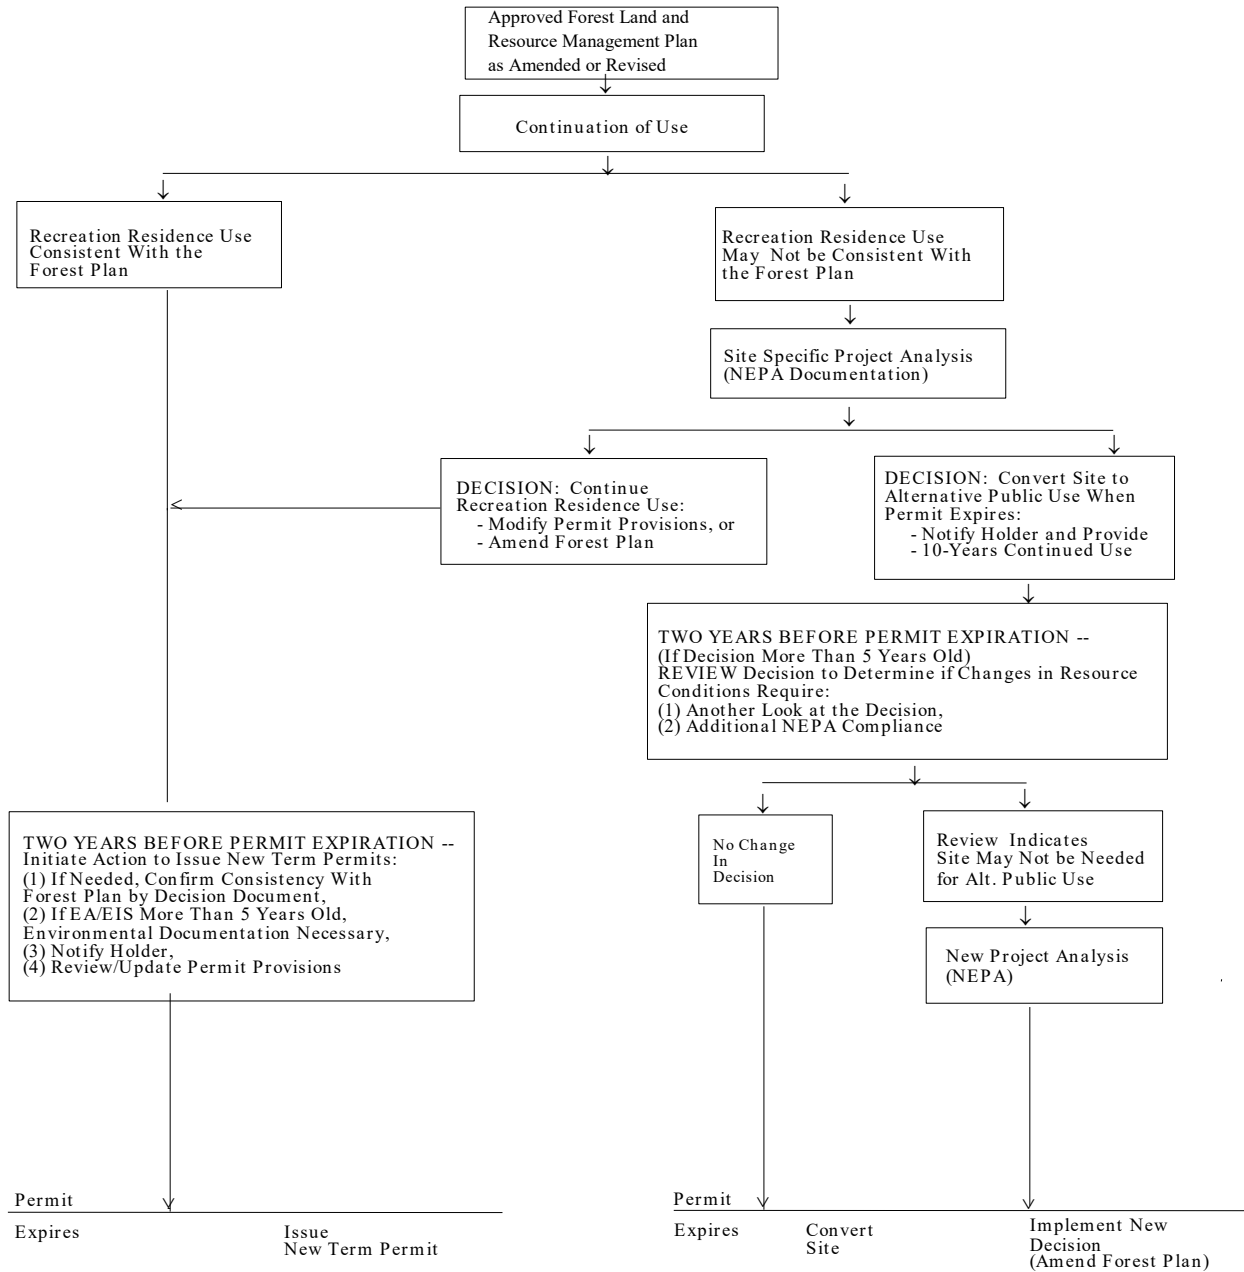 Approved Forest Land and
Resource Management Plan
as Amended or Revised
Continuation of Use
Recreation Residence Use
Consistent With the
Forest Plan
Recreation Residence Use
May Not be Consistent With
the Forest Plan
Site Specific Project Analysis
(NEPA Documentation)
DECISION: Continue
Recreation Residence Use:
- Modify Permit Provisions, or
- Amend Forest Plan
DECISION: Convert Site to
Alternative Public Use When
Permit Expires:
- Notify Holder and Provide
- 10-Years Continued Use
TWO YEARS BEFORE PERMIT EXPIRATION --
(If Decision More Than 5 Years Old)
REVIEW Decision to Determine if Changes in Resource
Conditions Require:
(1) Another Look at the Decision,
(2) Additional NEPA Compliance
TWO YEARS BEFORE PERMIT EXPIRATION --
Initiate Action to Issue New Term Permits:
(1) If Needed, Confirm Consistency With
Forest Plan by Decision Document,
(2) If EA/EIS More Than 5 Years Old,
Environmental Documentation Necessary,
(3) Notify Holder,
(4) Review/Update Permit Provisions
No Change
In
Decision
Review Indicates
Site May Not be Needed
for Alt. Public Use
New Project Analysis
(NEPA)
Permit
Expires
Issue
New Term Permit
Permit
Expires
Convert
Site
Implement New
Decision
(Amend Forest Plan)